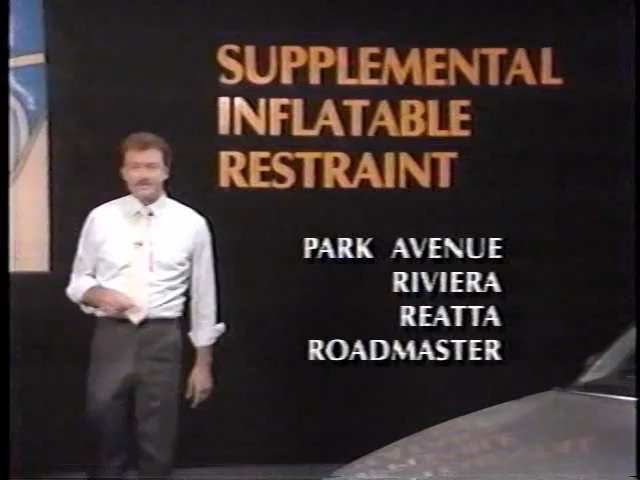 SUPPLEMENTAL
INFLATABLE
RESTRAINT
PARK AVENUE
RIVIERA
REATTA
ROADMASTER